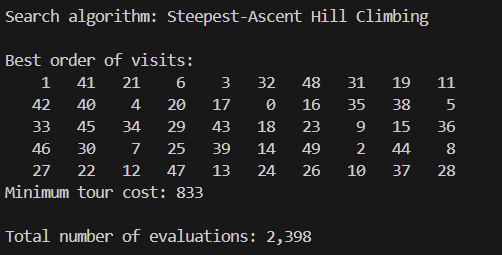 Search algorithm: Steepest-Ascent Hill Climbing
Best order of visits:
1 41 21 6 3 32 48 31 19 11
42 40 4 20 17 0 16 35 38 5
33 45 34 29 43 18 23 9 15 36
46 30 7 25 39 14 49 2 44 8
27 22 12 47 13 24 26 10 37 28
Minimum tour cost: 833
Total number of evaluations: 2,398